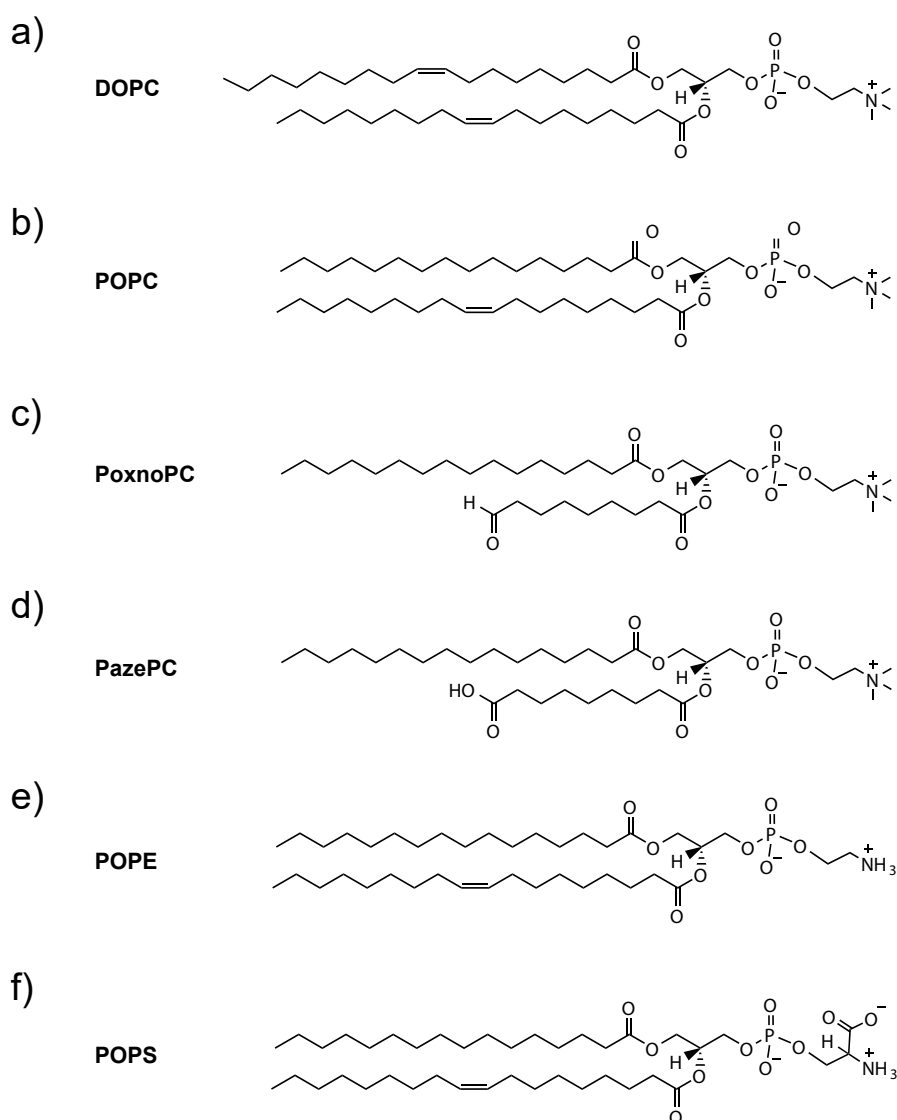 a)
O O
DOPC O O P O
H O − N +
O
O
b)
O O
POPC O O P O
H O − N +
O
O
c)
O O
PoxnoPC O O P O
H O − N +
H O
O O
d)
O O
PazePC O O P O
H O − N +
HO O
O O
e)
O O
POPE O O P O
H O − NH3 +
O
O
f)
O O O O −
POPS O O P O H
H O − NH3 +
O
O